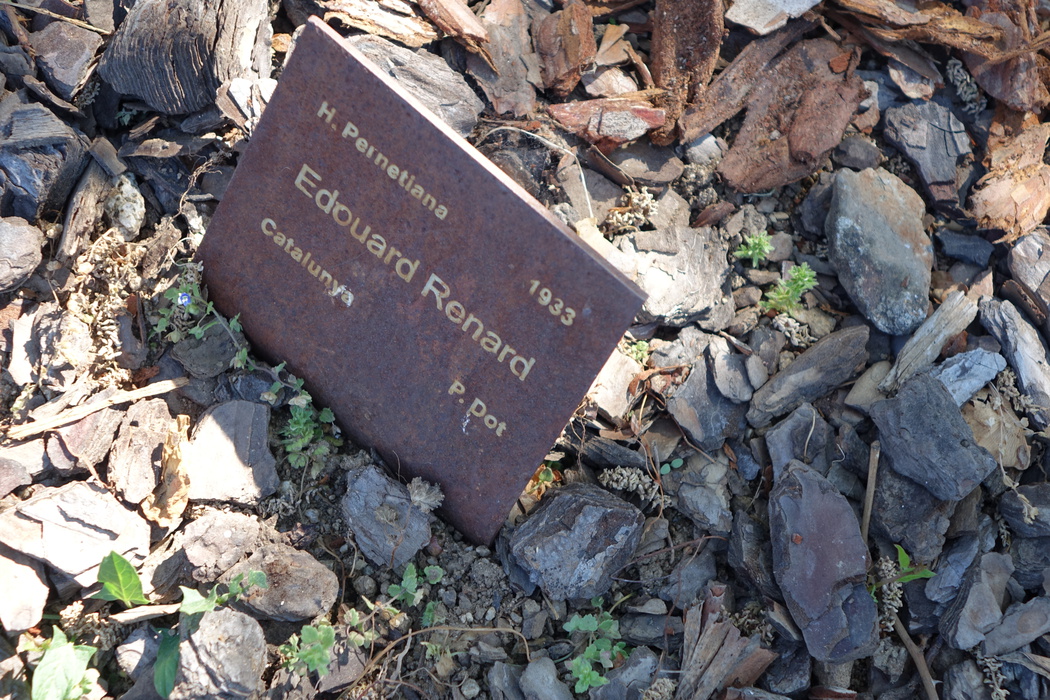 H. Pernetiana
1933
Edouard Renard
Catalunya
P. Dot